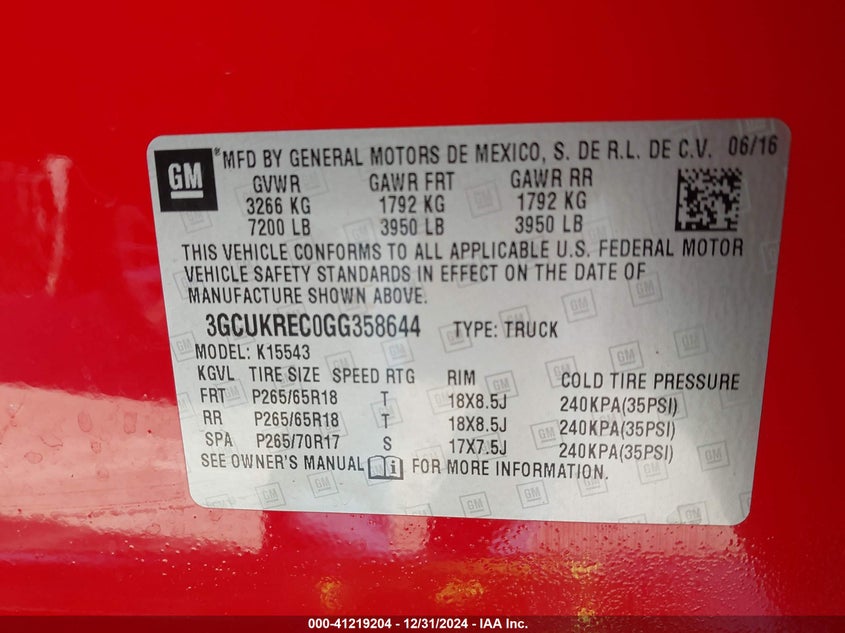 GM
*MFD BY GENERAL MOTORS DE MEXICO, S. DE R.L. DE C.V. 06/16
GVWR GAWR FRT GAWR RR
3266 KG 1792 KG 1792 KG
7200 LB 3950 LB 3950 LB
THIS VEHICLE CONFORMS TO ALL APPLICABLE U.S. FEDERAL MOTOR
VEHICLE SAFETY STANDARDS IN EFFECT ON THE DATE OF
MANUFACTURE SHOWN ABOVE.
3GCUKREC0GG358644 TYPE: TRUCK
MODEL: K15543
KGVL TIRE SIZE SPEED RTG RIM COLD TIRE PRESSURE
FRT P265/65R18 T 18X8.5J 240KPA(35PSI)
RR P265/65R18 T 18X8.5J 240KPA(35PSI)
SPA P265/70R17 S 17X7.5J 240KPA(35PSI)
SEE OWNER'S MANUAL FOR MORE INFORMATION.
000-41219204 - 12/31/2024 - IAA Inc.